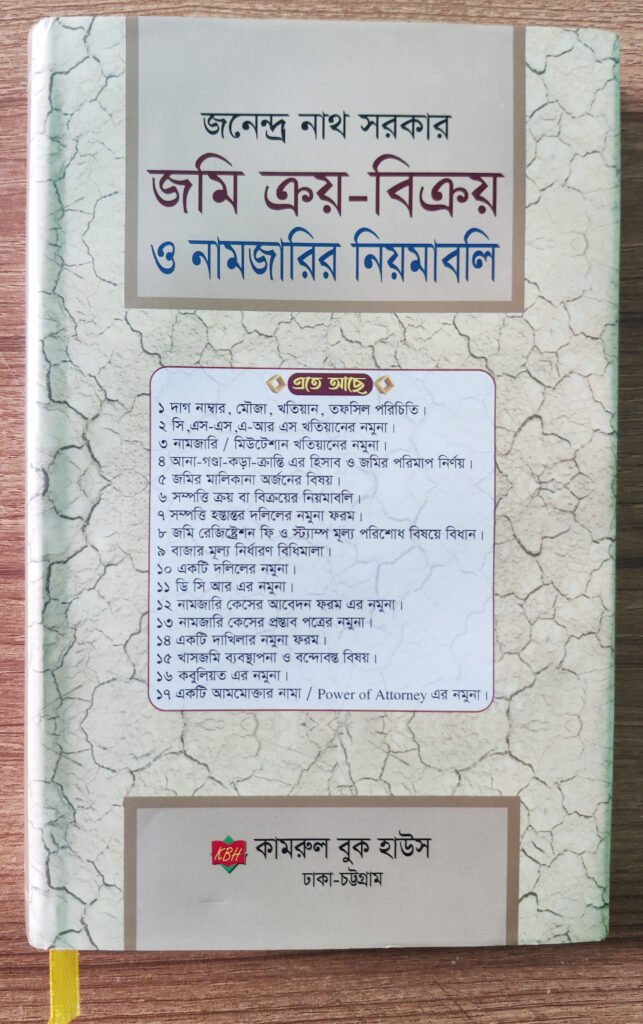 জনেন্দ্র নাথ সরকার
জমি ক্রয়-বিক্রয়
ও নামজারির নিয়মাবলি
এতে আছে
১ দাগ নাম্বার, মৌজা, খতিয়ান, তফসিল পরিচিতি।
২ সি,এস-এস,এ-আর এস খতিয়ানের নমুনা।
৩ নামজারি / মিউটেশান খতিয়ানের নমুনা।
৪ আনা-গণ্ডা-কড়া-ক্রান্তি এর হিসাব ও জমির পরিমাপ নির্ণয়।
৫ জমির মালিকানা অর্জনের বিষয়।
৬ সম্পত্তি ক্রয় বা বিক্রয়ের নিয়মাবলি।
৭ সম্পত্তি হস্তান্তর দলিলের নমুনা ফরম।
৮ জমি রেজিষ্ট্রেশন ফি ও স্ট্যাম্প মূল্য পরিশোধ বিষয়ে বিধান।
৯ বাজার মূল্য নির্ধারণ বিধিমালা।
১০ একটি দলিলের নমুনা।
১১ ডি সি আর এর নমুনা।
১২ নামজারি কেসের আবেদন ফরম এর নমুনা।
১৩ নামজারি কেসের প্রস্তাব পত্রের নমুনা।
১৪ একটি দাখিলার নমুনা ফরম।
১৫ খাসজমি ব্যবস্থাপনা ও বন্দোবস্ত বিষয়।
১৬ কবুলিয়ত এর নমুনা।
১৭ একটি আমমোক্তার নামা / Power of Attorney এর নমুনা।
KBH কামরুল বুক হাউস
ঢাকা-চট্টগ্রাম